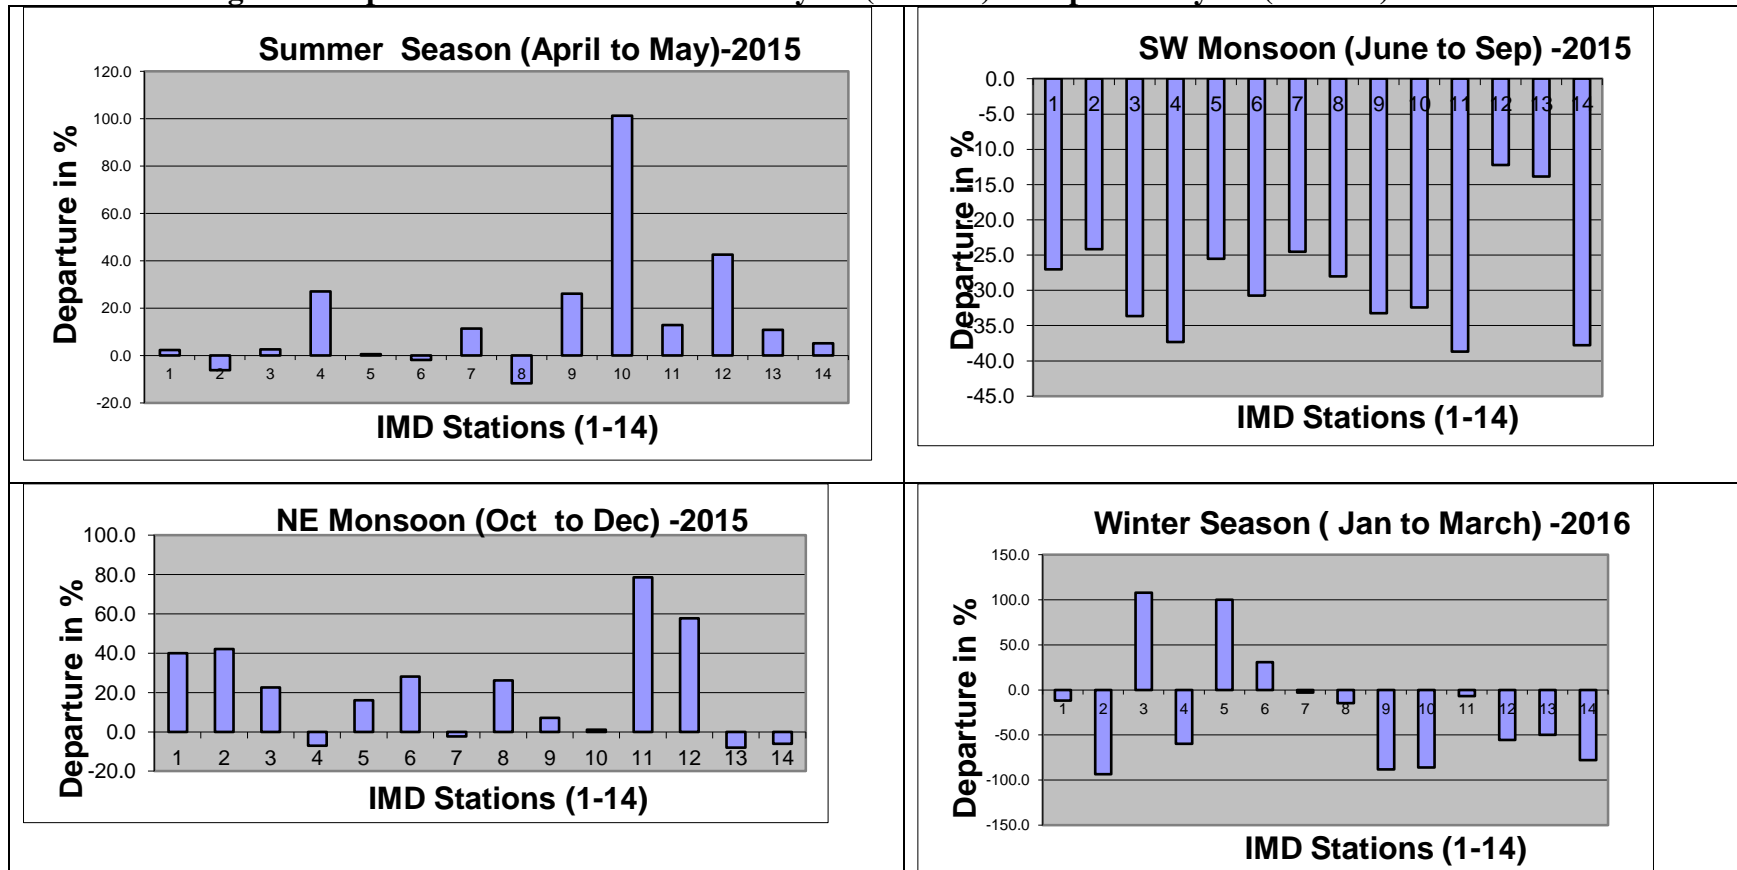 Summer Season (April to May)-2015
120.0
100.0
80.0
60.0
40.0
20.0
0.0
-20.0
Departure in %
1 2 3 4 5 6 7 8 9 10 11 12 13 14
IMD Stations (1-14)
SW Monsoon (June to Sep) -2015
0.0
-5.0
-10.0
-15.0
-20.0
-25.0
-30.0
-35.0
-40.0
-45.0
Departure in %
1 2 3 4 5 6 7 8 9 10 11 12 13 14
IMD Stations (1-14)
NE Monsoon (Oct to Dec) -2015
100.0
80.0
60.0
40.0
20.0
0.0
-20.0
Departure in %
1 2 3 4 5 6 7 8 9 10 11 12 13 14
IMD Stations (1-14)
Winter Season ( Jan to March) -2016
150.0
100.0
50.0
0.0
-50.0
-100.0
-150.0
Departure in %
1 2 3 4 5 6 7 8 9 10 11 12 13 14
IMD Stations (1-14)